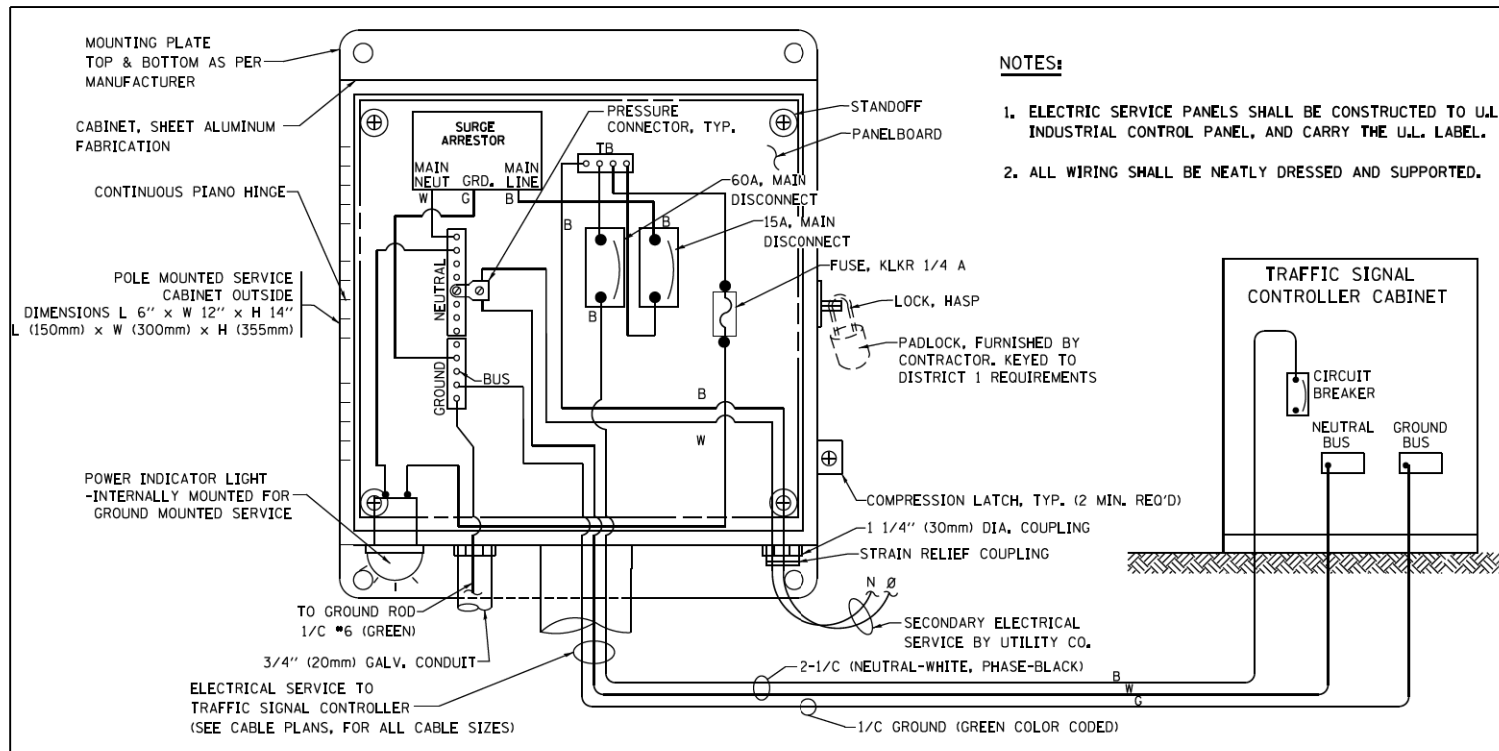 MOUNTING PLATE
TOP & BOTTOM AS PER
MANUFACTURER
CABINET, SHEET ALUMINUM
FABRICATION
CONTINUOUS PIANO HINGE
POLE MOUNTED SERVICE
CABINET OUTSIDE
DIMENSIONS L 6" x W 12" x H 14"
L (150mm) x W (300mm) x H (355mm)
POWER INDICATOR LIGHT
-INTERNALLY MOUNTED FOR
GROUND MOUNTED SERVICE
SURGE
ARRESTOR
MAIN
NEUT
GRD.
MAIN
LINE
W
G
B
PRESSURE
CONNECTOR, TYP.
TB
STANDOFF
PANELBOARD
60A, MAIN
DISCONNECT
15A, MAIN
DISCONNECT
B
B
B
FUSE, KLKR 1/4 A
NEUTRAL
GROUND
BUS
LOCK, HASP
PADLOCK, FURNISHED BY
CONTRACTOR. KEYED TO
DISTRICT 1 REQUIREMENTS
B
W
COMPRESSION LATCH, TYP. (2 MIN. REQ'D)
1 1/4" (30mm) DIA. COUPLING
STRAIN RELIEF COUPLING
N Ø
SECONDARY ELECTRICAL
SERVICE BY UTILITY CO.
TO GROUND ROD
1/C #6 (GREEN)
3/4" (20mm) GALV. CONDUIT
ELECTRICAL SERVICE TO
TRAFFIC SIGNAL CONTROLLER
(SEE CABLE PLANS, FOR ALL CABLE SIZES)
2-1/C (NEUTRAL-WHITE, PHASE-BLACK)
B
W
G
1/C GROUND (GREEN COLOR CODED)
NOTES:
1. ELECTRIC SERVICE PANELS SHALL BE CONSTRUCTED TO U.L
INDUSTRIAL CONTROL PANEL, AND CARRY THE U.L. LABEL.
2. ALL WIRING SHALL BE NEATLY DRESSED AND SUPPORTED.
TRAFFIC SIGNAL
CONTROLLER CABINET
CIRCUIT
BREAKER
NEUTRAL
BUS
GROUND
BUS